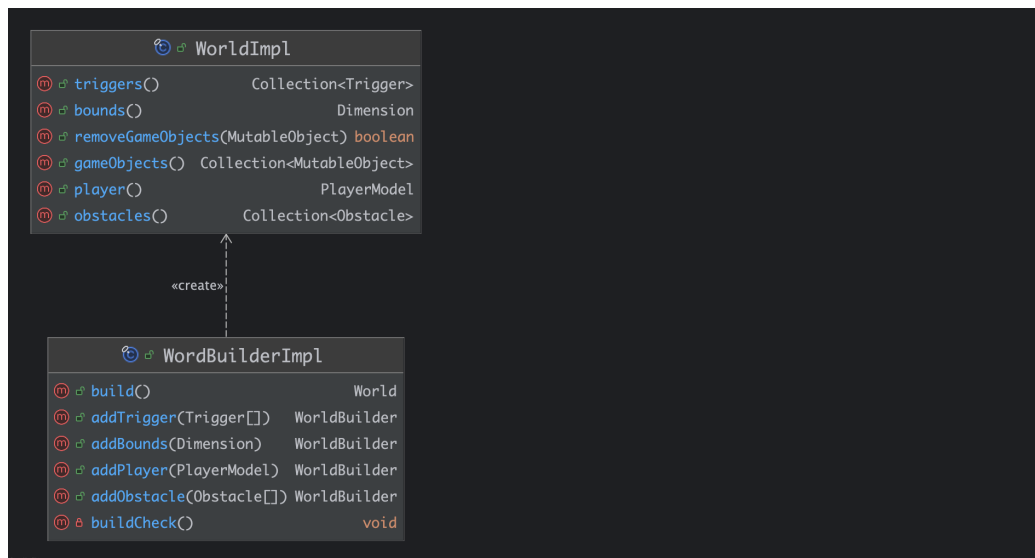 WorldImpl
triggers() Collection<Trigger>
bounds() Dimension
removeGameObjects(MutableObject) boolean
gameObjects() Collection<MutableObject>
player() PlayerModel
obstacles() Collection<Obstacle>
«create»
WordBuilderImpl
build() World
addTrigger(Trigger[]) WorldBuilder
addBounds(Dimension) WorldBuilder
addPlayer(PlayerModel) WorldBuilder
addObstacle(Obstacle[]) WorldBuilder
buildCheck() void